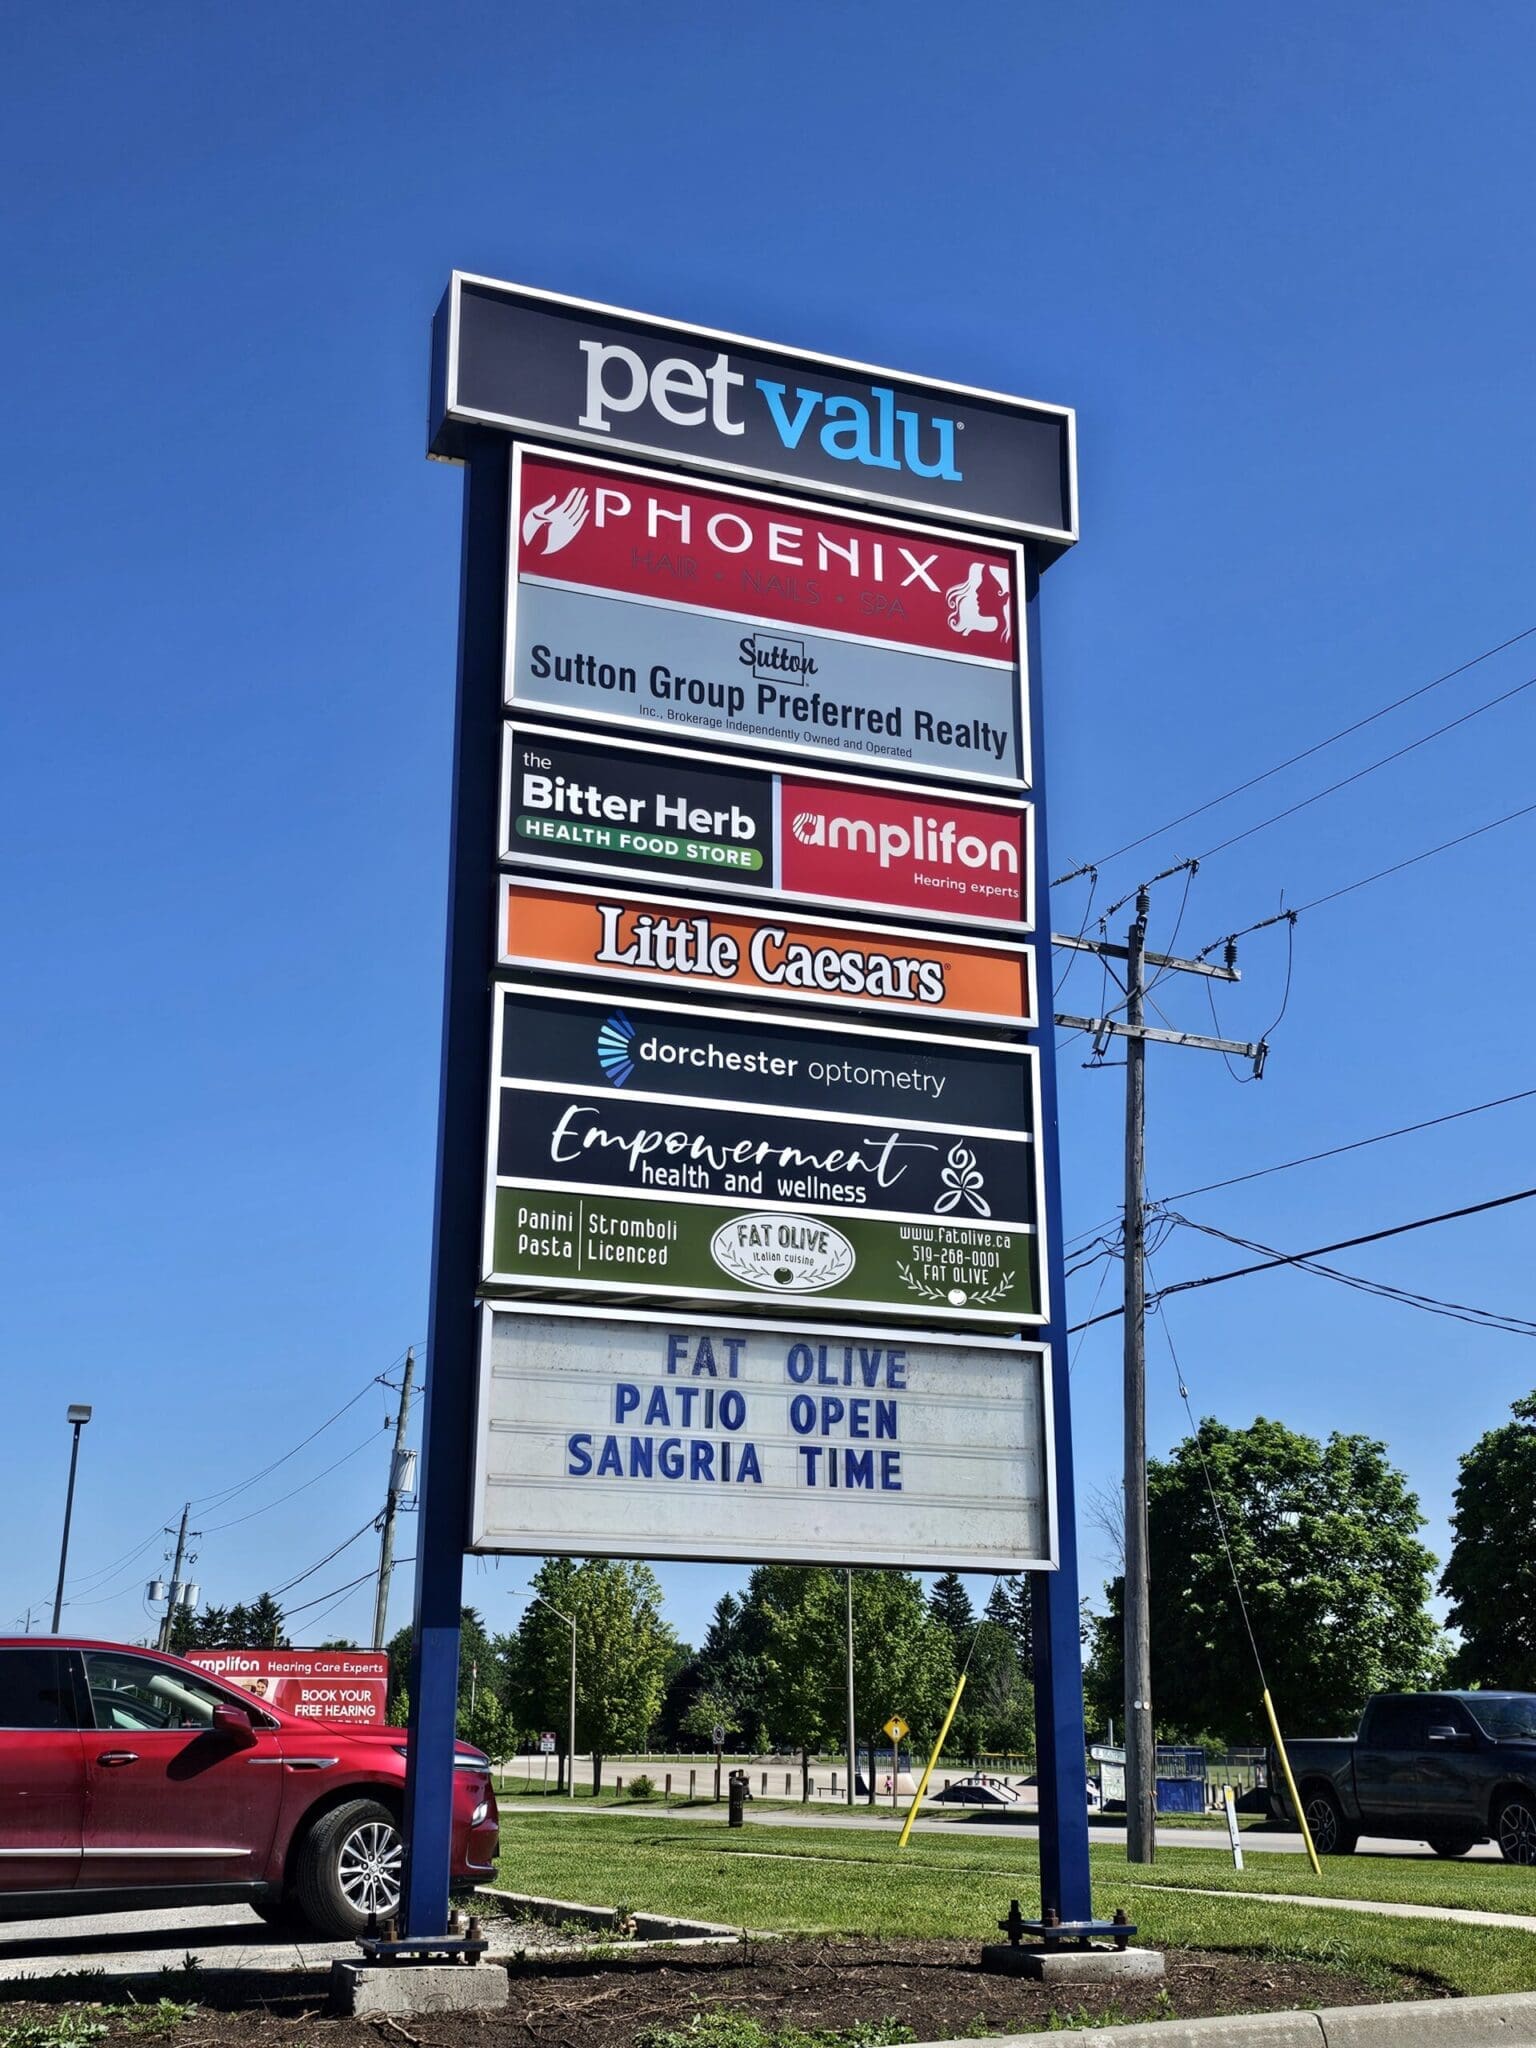 pet valu®
PHOENIX
HAIR • NAILS • SPA
Sutton
Sutton Group Preferred Realty
Inc., Brokerage Independently Owned and Operated
the
Bitter Herb
HEALTH FOOD STORE
amplifon
Hearing experts
Little Caesars®
dorchester optometry
Empowerment
health and wellness
Panini | Stromboli
Pasta | Licenced
FAT OLIVE
italian cuisine
www.fatolive.ca
519-268-0001
FAT OLIVE
FAT OLIVE
PATIO OPEN
SANGRIA TIME
amplifon Hearing Care Experts
BOOK YOUR
FREE HEARING